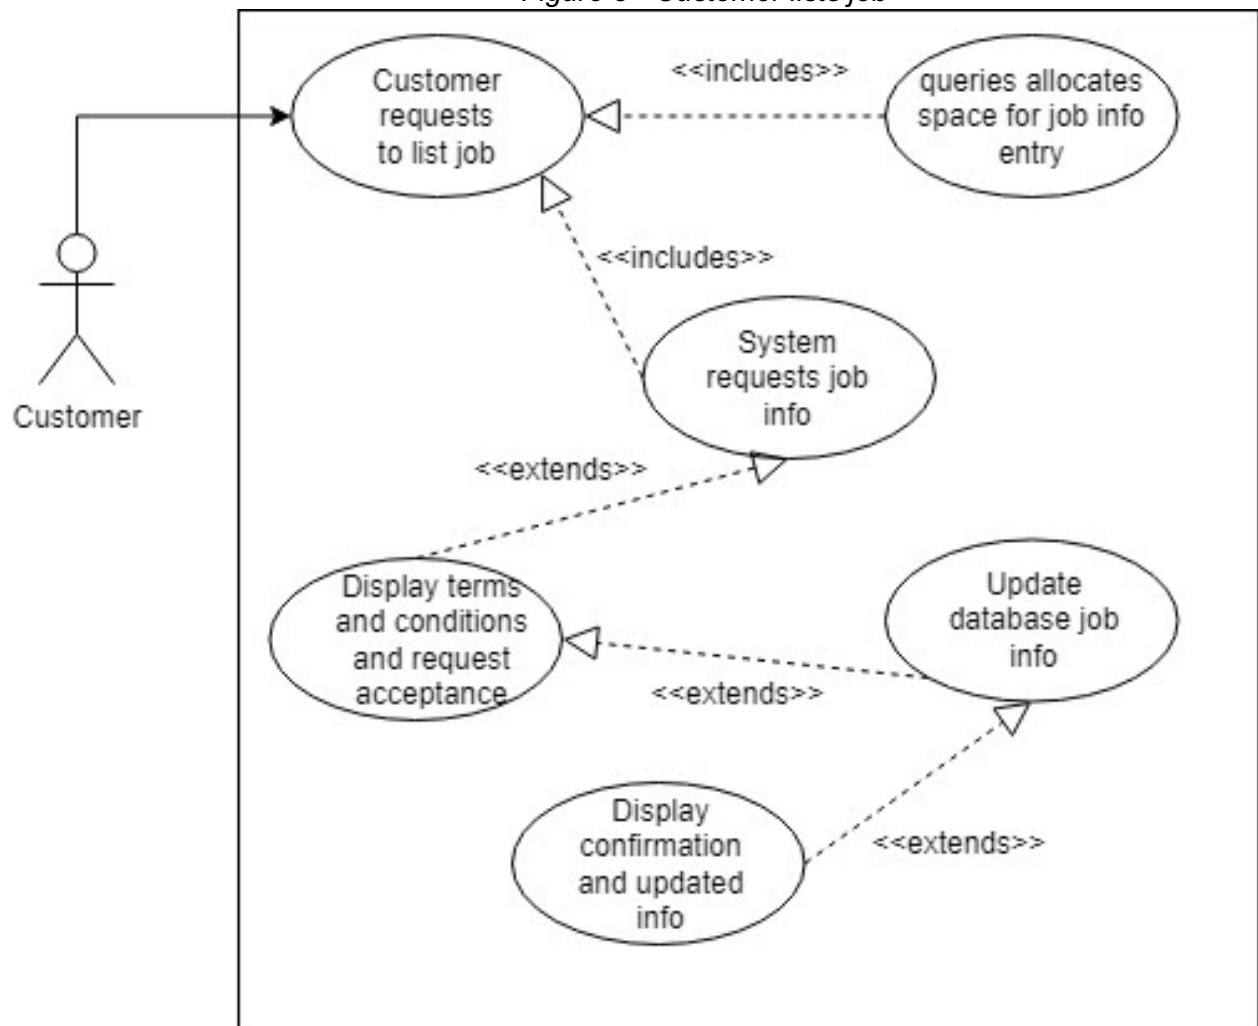 Customer lists job
Customer
requests
to list job
<<includes>>
queries allocates
space for job info
entry
<<includes>>
System
requests job
info
Customer
<<extends>>
Display terms
and conditions
and request
acceptance
Update
database job
info
<<extends>>
Display
confirmation
and updated
info
<<extends>>